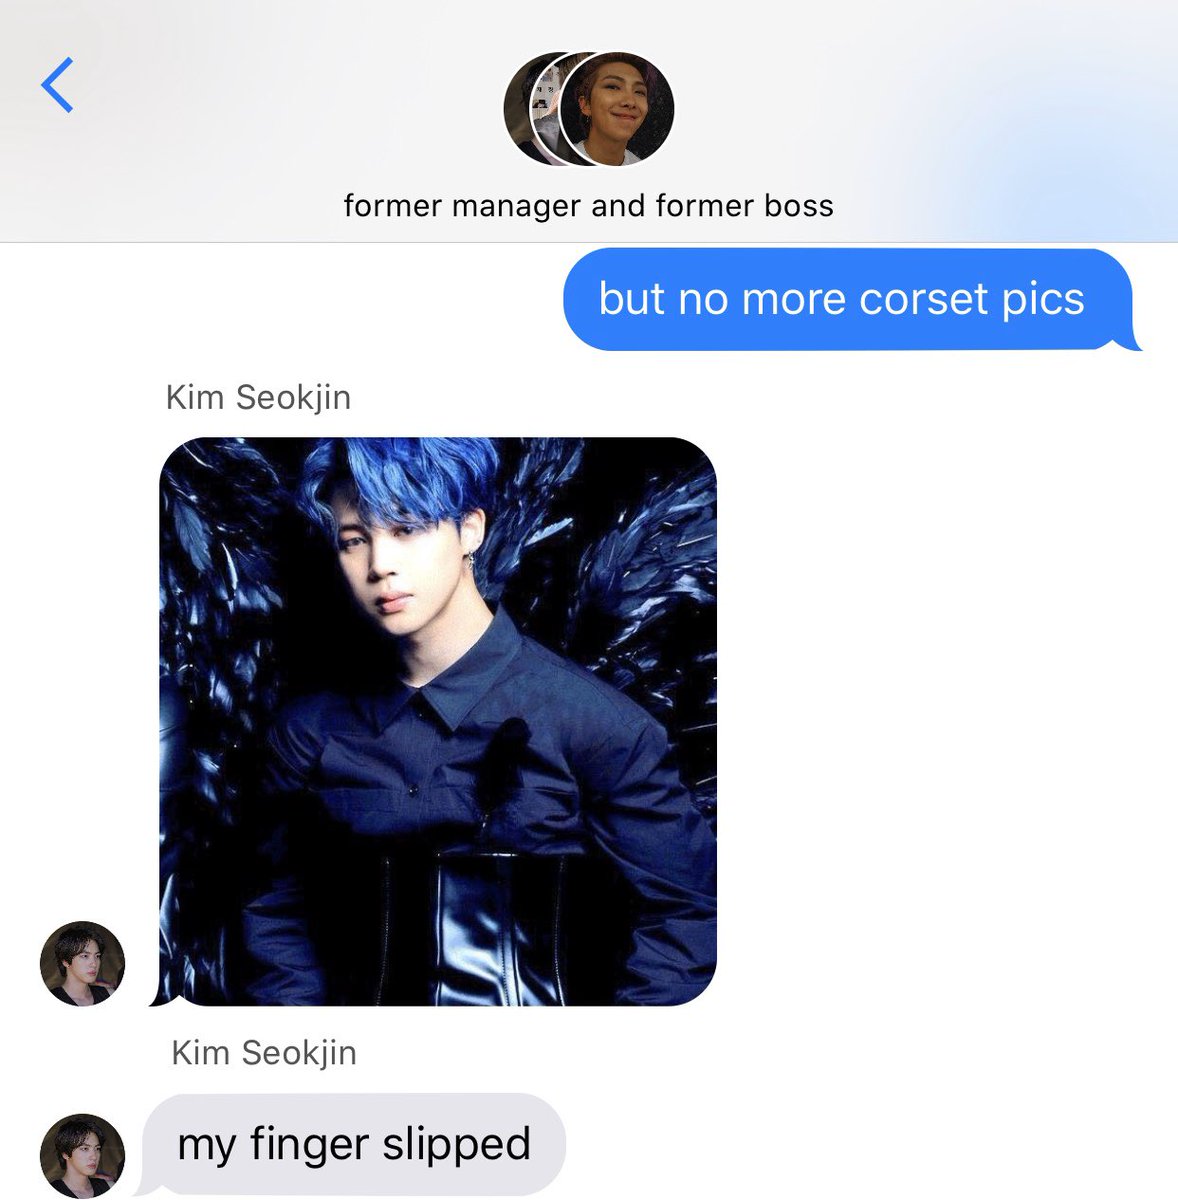 former manager and former boss
but no more corset pics
Kim Seokjin
Kim Seokjin
my finger slipped